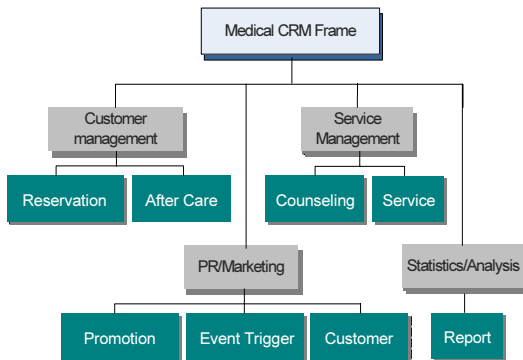 Medical CRM Frame
Customer
management
Service
Management
Reservation
After Care
Counseling
Service
PR/Marketing
Statistics/Analysis
Promotion
Event Trigger
Customer
Report